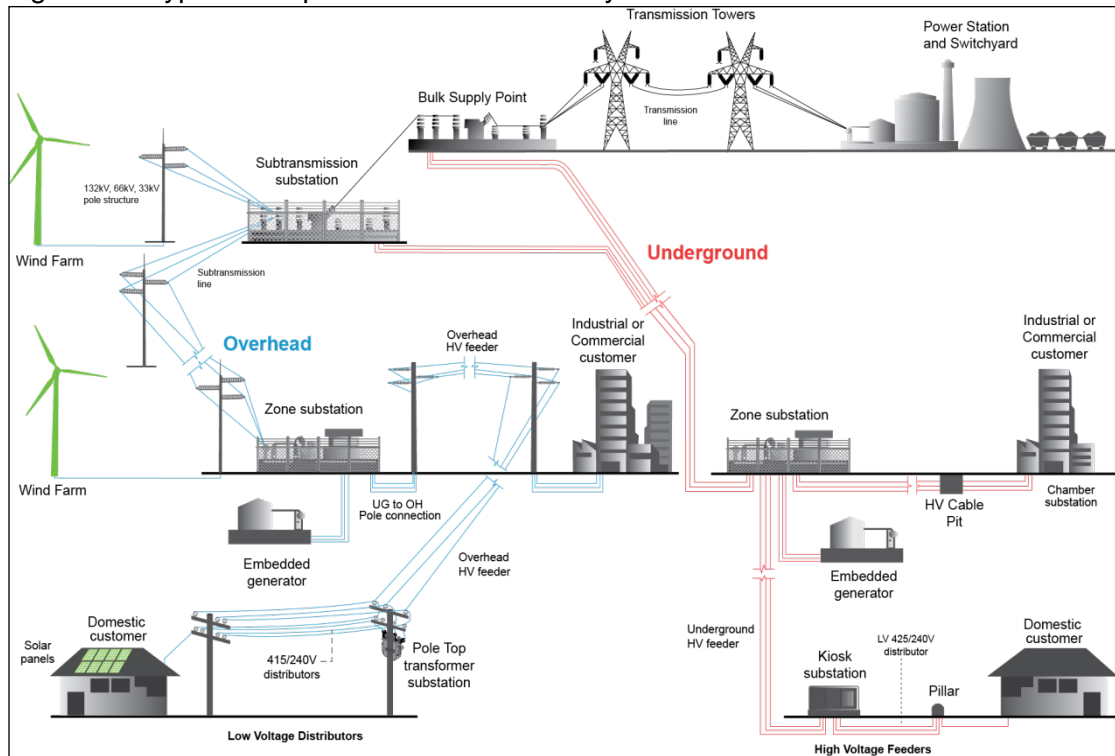 Transmission Towers
Power Station
and Switchyard
Bulk Supply Point
Transmission
line
Subtransmission
substation
132kV, 66kV, 33kV
pole structure
Wind Farm
Subtransmission
line
Underground
Overhead
Overhead
HV feeder
Industrial or
Commercial
customer
Industrial or
Commercial
customer
Zone substation
Zone substation
Wind Farm
UG to OH
Pole connection
HV Cable
Pit
Chamber
substation
Embedded
generator
Overhead
HV feeder
Embedded
generator
Domestic
customer
Solar
panels
415/240V
distributors
Pole Top
transformer
substation
Underground
HV feeder
LV 425/240V
distributor
Domestic
customer
Kiosk
substation
Pillar
Low Voltage Distributors
High Voltage Feeders